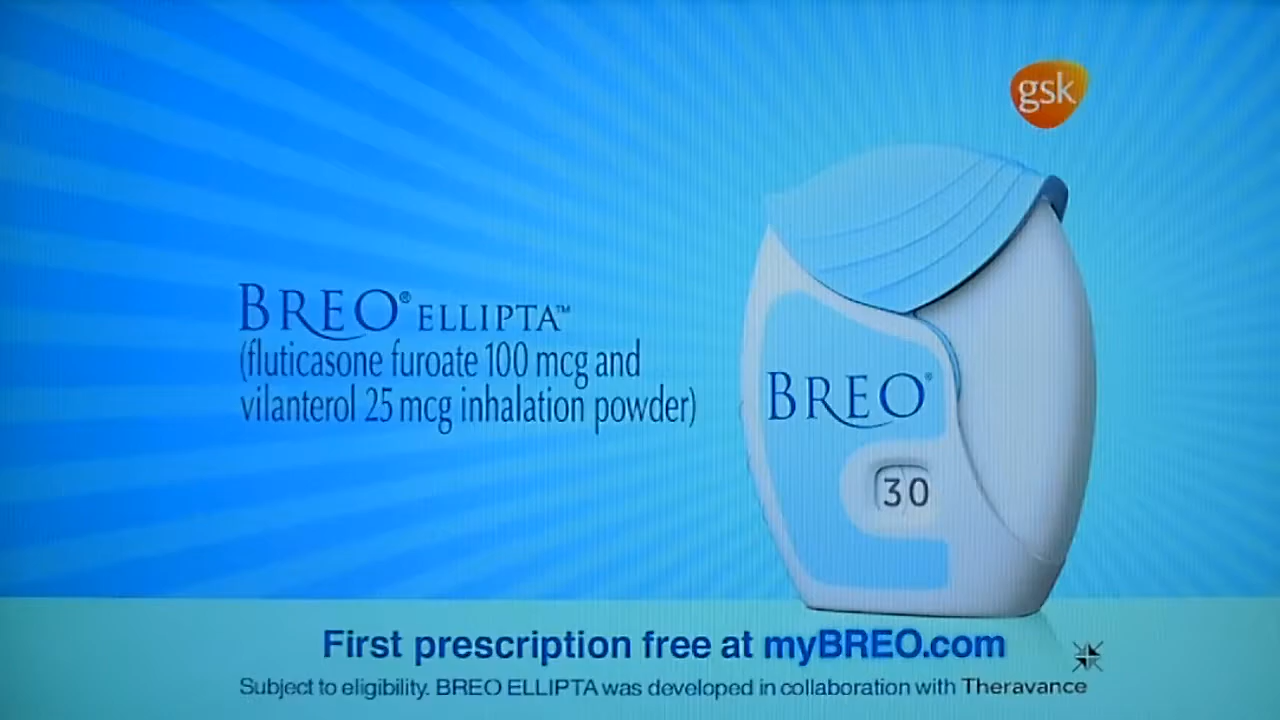 gsk
BREO® ELLIPTA™
(fluticasone furoate 100 mcg and
vilanterol 25 mcg inhalation powder)
BREO®
30
First prescription free at myBREO.com
Subject to eligibility. BREO ELLIPTA was developed in collaboration with Theravance